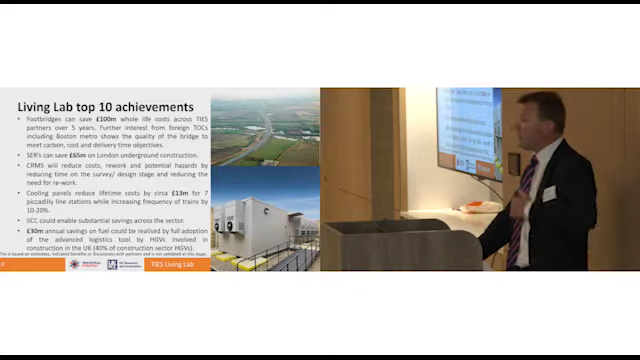 Living Lab top 10 achievements
• Footbridges can save £100m whole life costs across TIES
partners over 5 years. Further interest from foreign TOCs
including Boston metro shows the quality of the bridge to
meet carbon, cost and delivery time objectives.
• SER's can save £65m on London underground construction.
• CRMS will reduce costs, rework and potential hazards by
reducing time on the survey/ design stage and reducing the
need for re-work.
• Cooling panels reduce lifetime costs by circa £13m for 7
piccadilly line stations while increasing frequency of trains by
10-20%.
• IJCC could enable substantial savings across the sector.
• £30m annual savings on fuel could be realised by full adoption
of the advanced logistics tool by HGVs involved in
construction in the UK (40% of construction sector HGVs).
This is based on estimates, indicated benefits or discussions with partners and is not validated at this stage.
INDUSTRIAL
STRATEGY
UK Research
and Innovation
TIES Living Lab